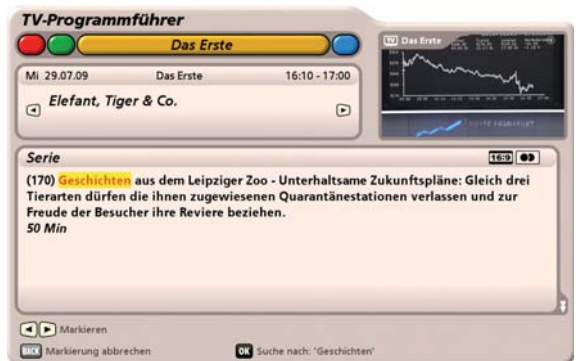 TV-Programmführer
Das Erste
TV Das Erste
Mi 29.07.09 Das Erste 16:10 - 17:00
Elefant, Tiger & Co.
Serie 16:9
(170) Geschichten aus dem Leipziger Zoo - Unterhaltsame Zukunftspläne: Gleich drei
Tierarten dürfen die ihnen zugewiesenen Quarantänestationen verlassen und zur
Freude der Besucher ihre Reviere beziehen.
50 Min
Markieren
BACK Markierung abbrechen OK Suche nach: "Geschichten"